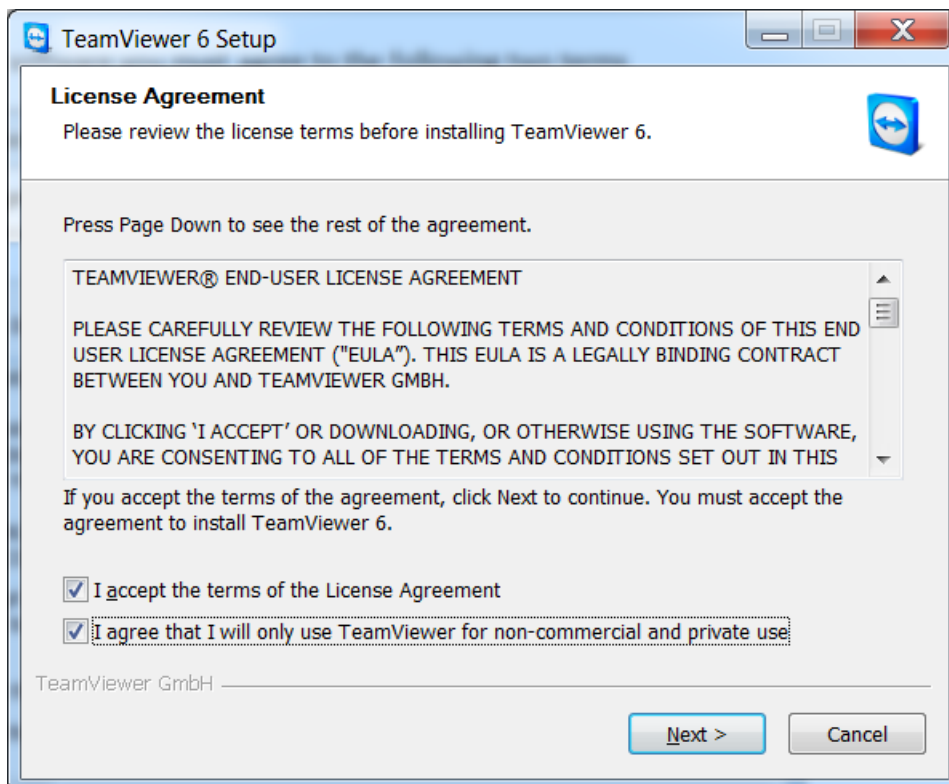 TeamViewer 6 Setup
License Agreement
Please review the license terms before installing TeamViewer 6.
Press Page Down to see the rest of the agreement.
TEAMVIEWER® END-USER LICENSE AGREEMENT
PLEASE CAREFULLY REVIEW THE FOLLOWING TERMS AND CONDITIONS OF THIS END
USER LICENSE AGREEMENT ("EULA”). THIS EULA IS A LEGALLY BINDING CONTRACT
BETWEEN YOU AND TEAMVIEWER GMBH.
BY CLICKING ‘I ACCEPT’ OR DOWNLOADING, OR OTHERWISE USING THE SOFTWARE,
YOU ARE CONSENTING TO ALL OF THE TERMS AND CONDITIONS SET OUT IN THIS
If you accept the terms of the agreement, click Next to continue. You must accept the
agreement to install TeamViewer 6.
I accept the terms of the License Agreement
I agree that I will only use TeamViewer for non-commercial and private use
TeamViewer GmbH
Next >
Cancel